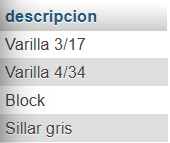 descripcion
Varilla 3/17
Varilla 4/34
Block
Sillar gris